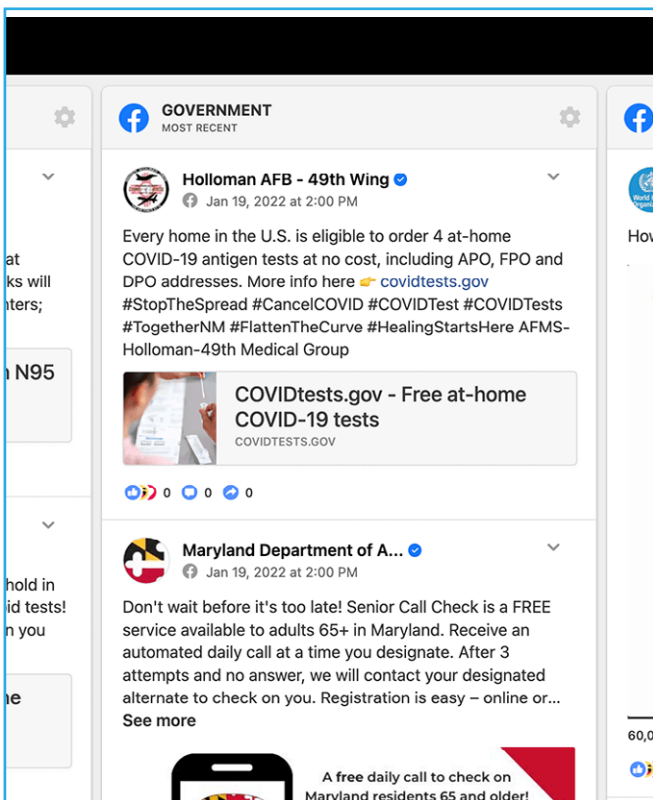 GOVERNMENT
MOST RECENT
Holloman AFB - 49th Wing
Jan 19, 2022 at 2:00 PM
Every home in the U.S. is eligible to order 4 at-home
COVID-19 antigen tests at no cost, including APO, FPO and
DPO addresses. More info here 👉 covidtests.gov
#StopTheSpread #CancelCOVID #COVIDTest #COVIDTests
#TogetherNM #FlattenTheCurve #HealingStartsHere AFMS-
Holloman-49th Medical Group
COVIDtests.gov - Free at-home
COVID-19 tests
COVIDTESTS.GOV
0 0 0
Maryland Department of A...
Jan 19, 2022 at 2:00 PM
Don't wait before it's too late! Senior Call Check is a FREE
service available to adults 65+ in Maryland. Receive an
automated daily call at a time you designate. After 3
attempts and no answer, we will contact your designated
alternate to check on you. Registration is easy – online or...
See more
A free daily call to check on
Maryland residents 65 and older!
at
ks will
nters;
N95
hold in
id tests!
n you
ne
World
How
60,0